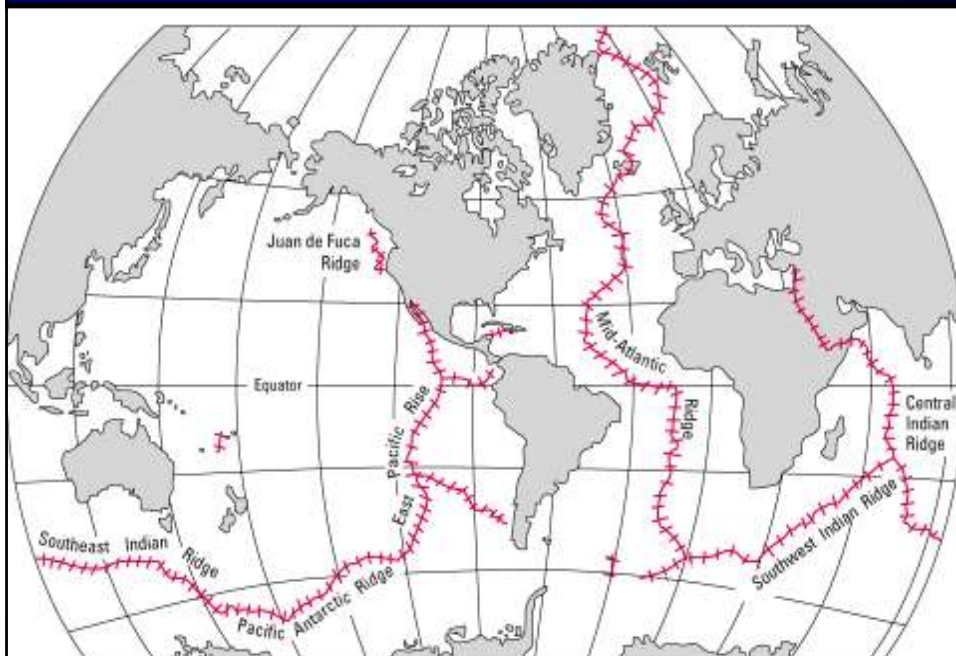 Juan de Fuca
Ridge
Mid-Atlantic
Ridge
Equator
East Pacific Rise
Central
Indian
Ridge
Southeast Indian Ridge
Pacific Antarctic Ridge
Southwest Indian Ridge